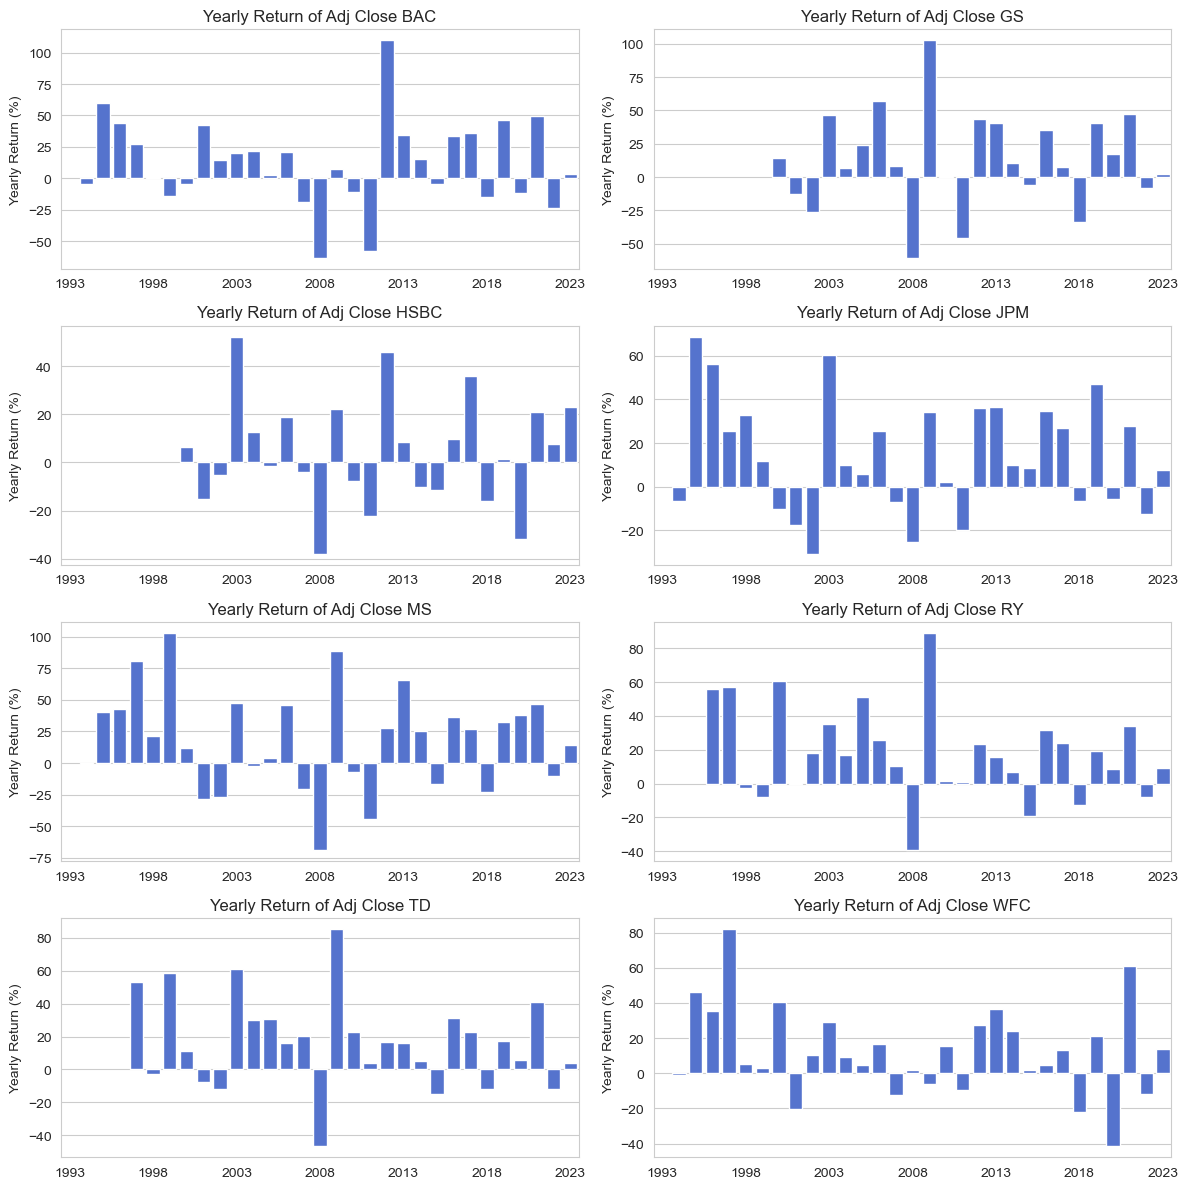 Yearly Return of Adj Close BAC
Yearly Return (%)
100
75
50
25
0
−25
−50
1993 1998 2003 2008 2013 2018 2023
Yearly Return of Adj Close GS
Yearly Return (%)
100
75
50
25
0
−25
−50
1993 1998 2003 2008 2013 2018 2023
Yearly Return of Adj Close HSBC
Yearly Return (%)
40
20
0
−20
−40
1993 1998 2003 2008 2013 2018 2023
Yearly Return of Adj Close JPM
Yearly Return (%)
60
40
20
0
−20
1993 1998 2003 2008 2013 2018 2023
Yearly Return of Adj Close MS
Yearly Return (%)
100
75
50
25
0
−25
−50
−75
1993 1998 2003 2008 2013 2018 2023
Yearly Return of Adj Close RY
Yearly Return (%)
80
60
40
20
0
−20
−40
1993 1998 2003 2008 2013 2018 2023
Yearly Return of Adj Close TD
Yearly Return (%)
80
60
40
20
0
−20
−40
1993 1998 2003 2008 2013 2018 2023
Yearly Return of Adj Close WFC
Yearly Return (%)
80
60
40
20
0
−20
−40
1993 1998 2003 2008 2013 2018 2023